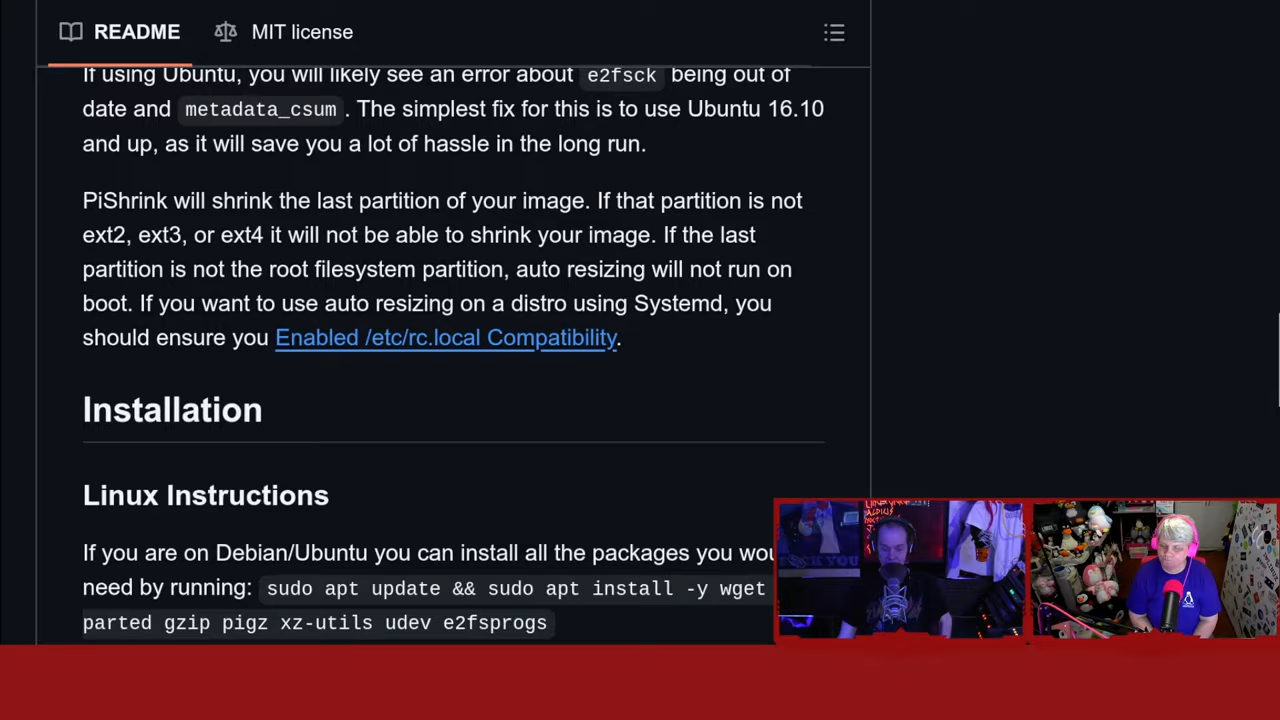 README MIT license
If using Ubuntu, you will likely see an error about e2fsck being out of
date and metadata_csum. The simplest fix for this is to use Ubuntu 16.10
and up, as it will save you a lot of hassle in the long run.
PiShrink will shrink the last partition of your image. If that partition is not
ext2, ext3, or ext4 it will not be able to shrink your image. If the last
partition is not the root filesystem partition, auto resizing will not run on
boot. If you want to use auto resizing on a distro using Systemd, you
should ensure you Enabled /etc/rc.local Compatibility.
Installation
Linux Instructions
If you are on Debian/Ubuntu you can install all the packages you
need by running: sudo apt update && sudo apt install -y wget
parted gzip pigz xz-utils udev e2fsprogs